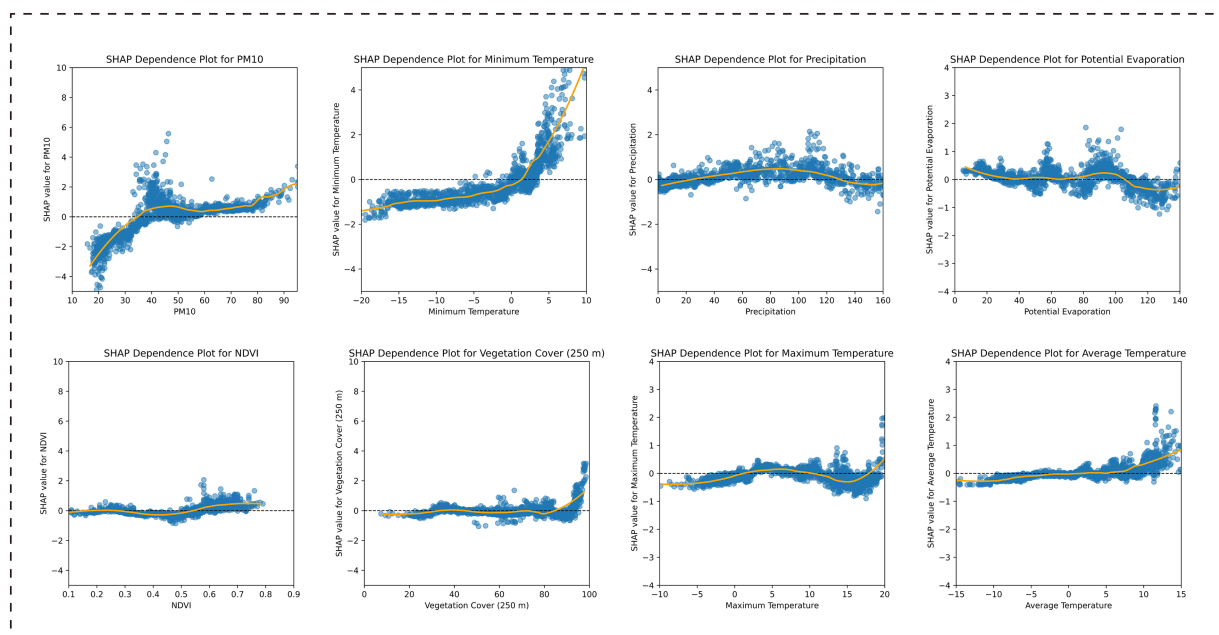 SHAP Dependence Plot for PM10
SHAP value for PM10
10
8
6
4
2
0
−2
−4
10 20 30 40 50 60 70 80 90
PM10
SHAP Dependence Plot for Minimum Temperature
SHAP value for Minimum Temperature
4
2
0
−2
−4
−20 −15 −10 −5 0 5 10
Minimum Temperature
SHAP Dependence Plot for Precipitation
SHAP value for Precipitation
4
2
0
−2
−4
0 20 40 60 80 100 120 140 160
Precipitation
SHAP Dependence Plot for Potential Evaporation
SHAP value for Potential Evaporation
4
3
2
1
0
−1
−2
−3
−4
0 20 40 60 80 100 120 140
Potential Evaporation
SHAP Dependence Plot for NDVI
SHAP value for NDVI
10
8
6
4
2
0
−2
−4
0.1 0.2 0.3 0.4 0.5 0.6 0.7 0.8 0.9
NDVI
SHAP Dependence Plot for Vegetation Cover (250 m)
SHAP value for Vegetation Cover (250 m)
10
8
6
4
2
0
−2
−4
0 20 40 60 80 100
Vegetation Cover (250 m)
SHAP Dependence Plot for Maximum Temperature
SHAP value for Maximum Temperature
4
3
2
1
0
−1
−2
−3
−4
−10 −5 0 5 10 15 20
Maximum Temperature
SHAP Dependence Plot for Average Temperature
SHAP value for Average Temperature
4
3
2
1
0
−1
−2
−3
−4
−15 −10 −5 0 5 10 15
Average Temperature